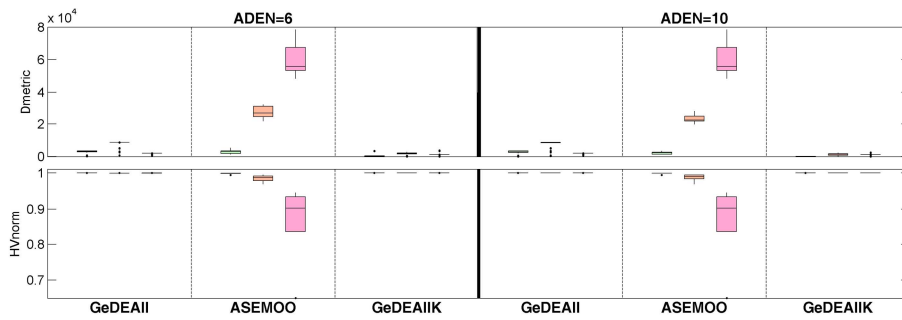 ADEN=6 ADEN=10
x 10^4
8
6
4
2
0
Dmetric
1
0.9
0.8
0.7
HVnorm
GeDEAII ASEMOO GeDEAIIK GeDEAII ASEMOO GeDEAIIK